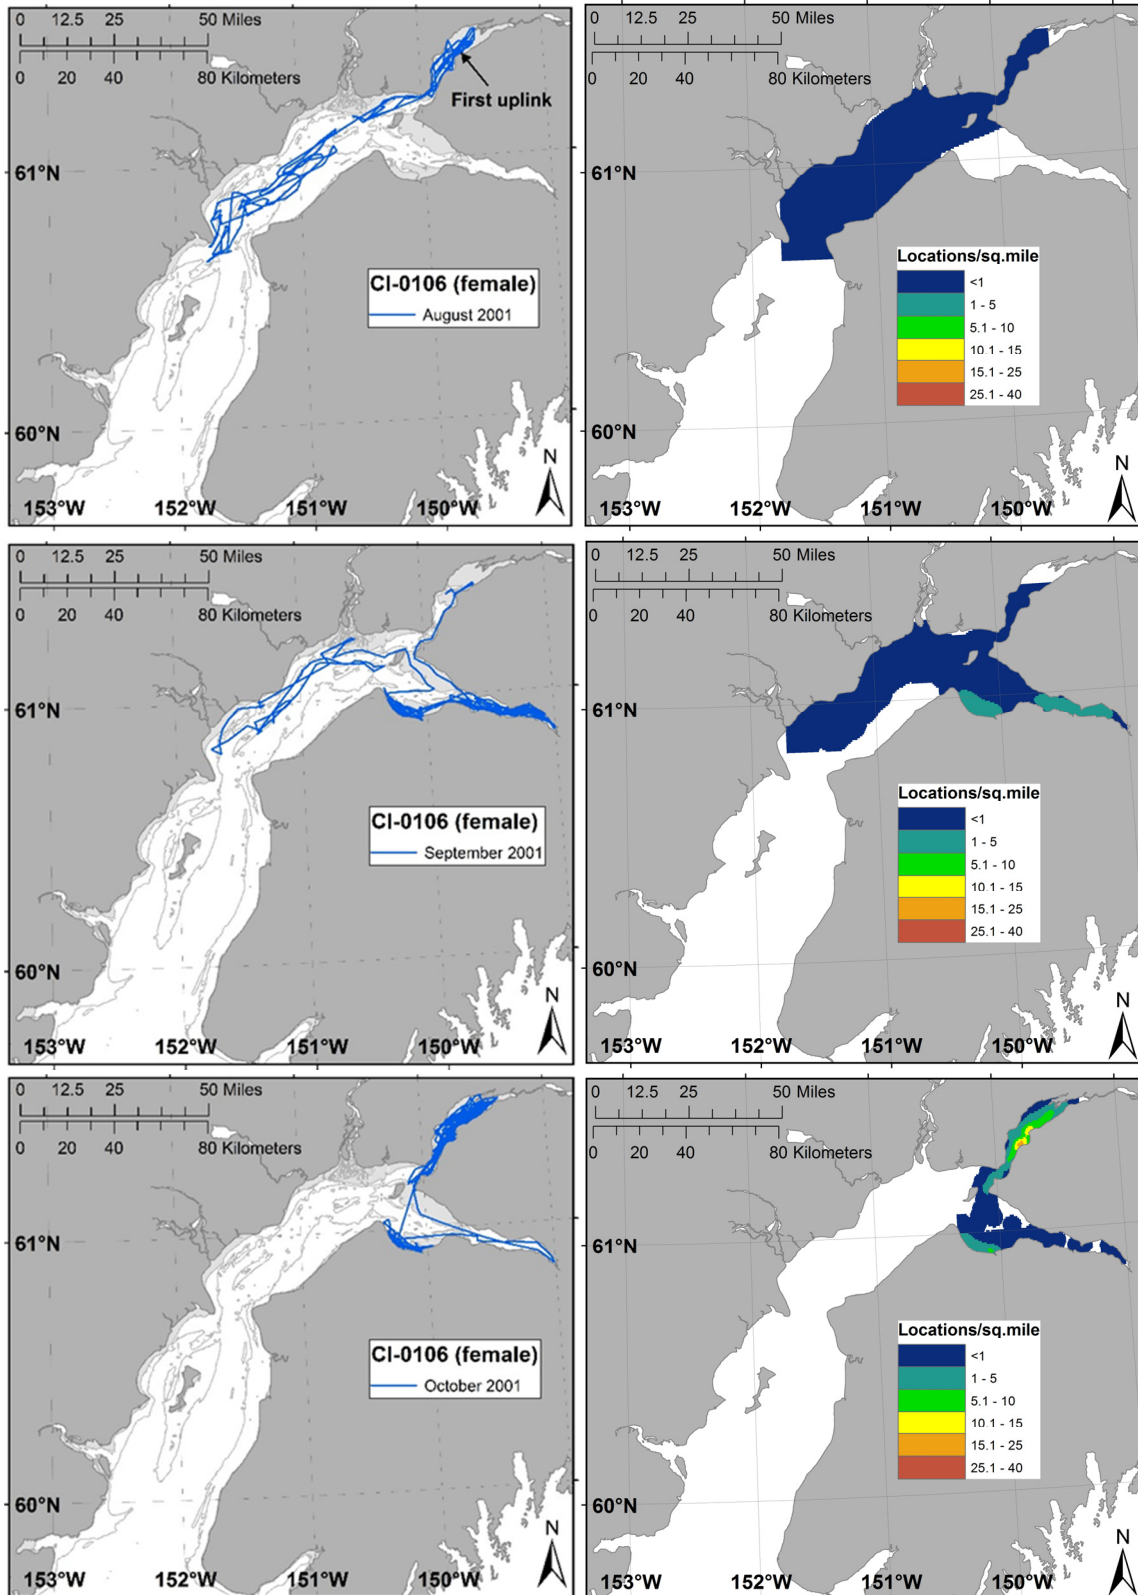 0 12.5 25 50 Miles
0 20 40 80 Kilometers
First uplink
61°N
CI-0106 (female)
August 2001
60°N
N
153°W 152°W 151°W 150°W
0 12.5 25 50 Miles
0 20 40 80 Kilometers
61°N
Locations/sq.mile
<1
1 - 5
5.1 - 10
10.1 - 15
15.1 - 25
25.1 - 40
60°N
N
153°W 152°W 151°W 150°W
0 12.5 25 50 Miles
0 20 40 80 Kilometers
61°N
CI-0106 (female)
September 2001
60°N
N
153°W 152°W 151°W 150°W
0 12.5 25 50 Miles
0 20 40 80 Kilometers
61°N
Locations/sq.mile
<1
1 - 5
5.1 - 10
10.1 - 15
15.1 - 25
25.1 - 40
60°N
N
153°W 152°W 151°W 150°W
0 12.5 25 50 Miles
0 20 40 80 Kilometers
61°N
CI-0106 (female)
October 2001
60°N
N
153°W 152°W 151°W 150°W
0 12.5 25 50 Miles
0 20 40 80 Kilometers
61°N
Locations/sq.mile
<1
1 - 5
5.1 - 10
10.1 - 15
15.1 - 25
25.1 - 40
60°N
N
153°W 152°W 151°W 150°W